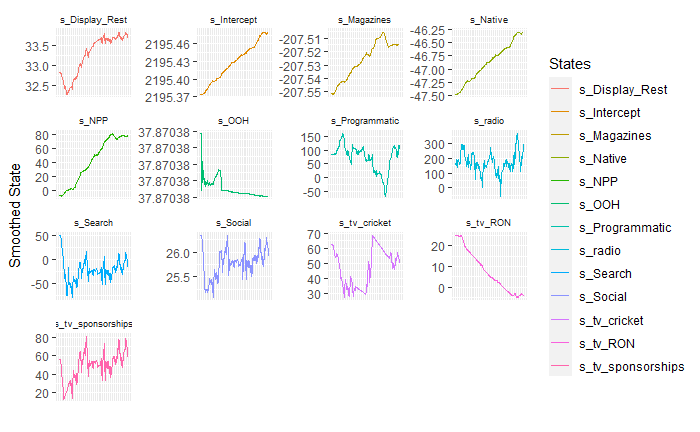 s_Display_Rest
s_Intercept
s_Magazines
s_Native
33.5
33.0
32.5
2195.46
2195.43
2195.40
2195.37
-207.51
-207.53
-207.54
-207.55
-46.25
-46.50
-46.75
-47.00
-47.25
-47.50
s_NPP
s_OOH
s_Programmatic
s_radio
80
60
40
20
0
37.87038
37.87038
37.87038
37.87038
37.87038
150
100
50
0
-50
300
200
100
0
s_Search
s_Social
s_tv_cricket
s_tv_RON
50
0
-50
26.0
25.5
70
60
50
40
30
20
10
0
s_tv_sponsorships
80
60
40
20
Smoothed State
States
s_Display_Rest
s_Intercept
s_Magazines
s_Native
s_NPP
s_OOH
s_Programmatic
s_radio
s_Search
s_Social
s_tv_cricket
s_tv_RON
s_tv_sponsorships